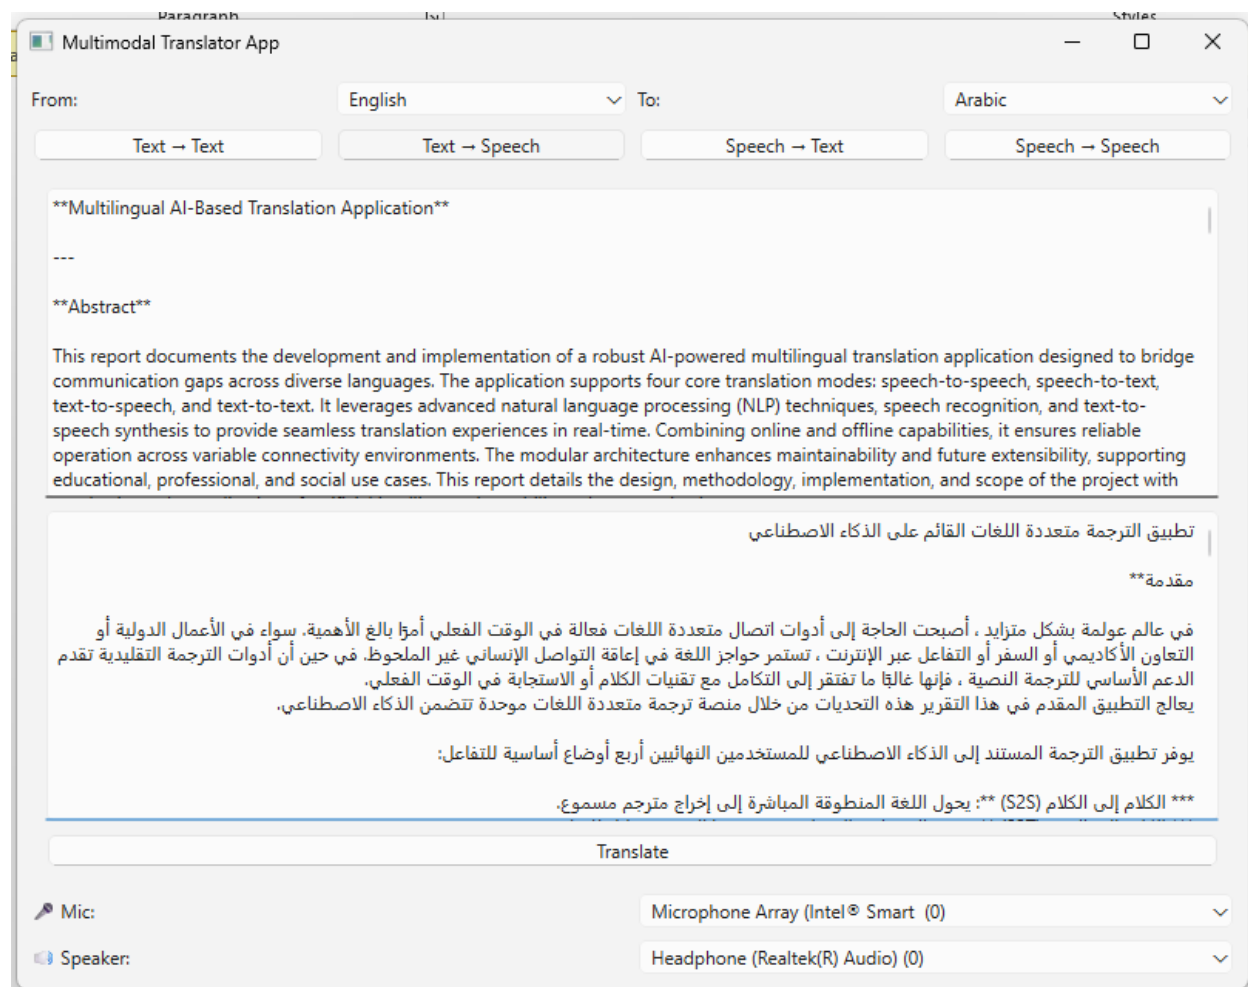 Paragraph
Styles
Multimodal Translator App
From:
English
To:
Arabic
Text → Text
Text → Speech
Speech → Text
Speech → Speech
**Multilingual AI-Based Translation Application**
---
**Abstract**
This report documents the development and implementation of a robust AI-powered multilingual translation application designed to bridge
communication gaps across diverse languages. The application supports four core translation modes: speech-to-speech, speech-to-text,
text-to-speech, and text-to-text. It leverages advanced natural language processing (NLP) techniques, speech recognition, and text-to-
speech synthesis to provide seamless translation experiences in real-time. Combining online and offline capabilities, it ensures reliable
operation across variable connectivity environments. The modular architecture enhances maintainability and future extensibility, supporting
educational, professional, and social use cases. This report details the design, methodology, implementation, and scope of the project with
تطبيق الترجمة متعددة اللغات القائم على الذكاء الاصطناعي
مقدمة**
في عالم عولمة بشكل متزايد ، أصبحت الحاجة إلى أدوات اتصال متعددة اللغات فعالة في الوقت الفعلي أمرًا بالغ الأهمية. سواء في الأعمال الدولية أو
التعاون الأكاديمي أو السفر أو التفاعل عبر الإنترنت ، تستمر حواجز اللغة في إعاقة التواصل الإنساني غير الملحوظ. في حين أن أدوات الترجمة التقليدية تقدم
الدعم الأساسي للترجمة النصية ، فإنها غالبًا ما تفتقر إلى التكامل مع تقنيات الكلام أو الاستجابة في الوقت الفعلي.
يعالج التطبيق المقدم في هذا التقرير هذه التحديات من خلال منصة ترجمة متعددة اللغات موحدة تتضمن الذكاء الاصطناعي.
يوفر تطبيق الترجمة المستند إلى الذكاء الاصطناعي للمستخدمين النهائيين أربع أوضاع أساسية للتفاعل:
*** الكلام إلى الكلام (S2S) **: يحول اللغة المنطوقة المباشرة إلى إخراج مترجم مسموع.
Translate
Mic:
Microphone Array (Intel® Smart (0)
Speaker:
Headphone (Realtek(R) Audio) (0)